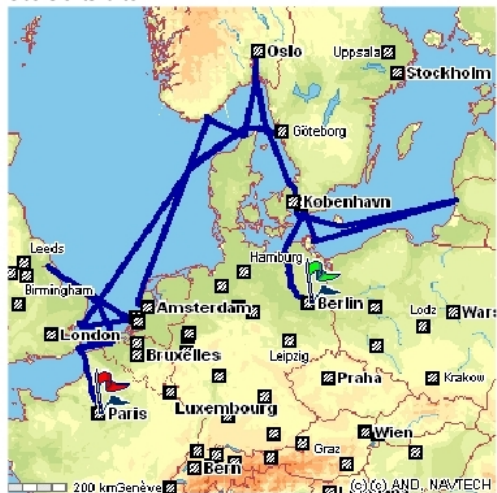 Oslo
Uppsala
Stockholm
Göteborg
København
Leeds
Hamburg
Birmingham
Amsterdam
Berlin
London
Lodz
Wars
Bruxelles
Leipzig
Praha
Krakow
Paris
Luxembourg
Wien
Graz
Bern
200 km
Genève
(c)(c) AND, NAVTECH